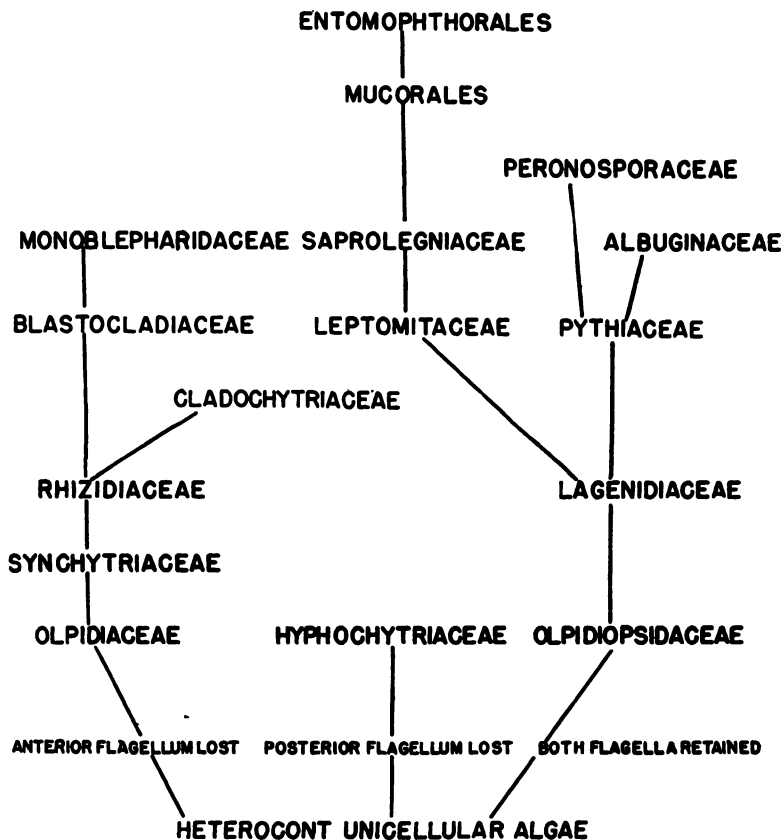 ENTOMOPHTHORALES
MUCORALES
PERONOSPORACEAE
MONOBLEPHARIDACEAE SAPROLEGNIACEAE ALBUGINACEAE
BLASTOCLADIACEAE LEPTOMITACEAE PYTHIACEAE
CLADOCHYTRIACEAE
RHIZIDIACEAE LAGENIDIACEAE
SYNCHYTRIACEAE
OLPIDIACEAE HYPHOCHYTRIACEAE OLPIDIOPSIDACEAE
ANTERIOR FLAGELLUM LOST POSTERIOR FLAGELLUM LOST BOTH FLAGELLA RETAINED
HETEROCONT UNICELLULAR ALGAE